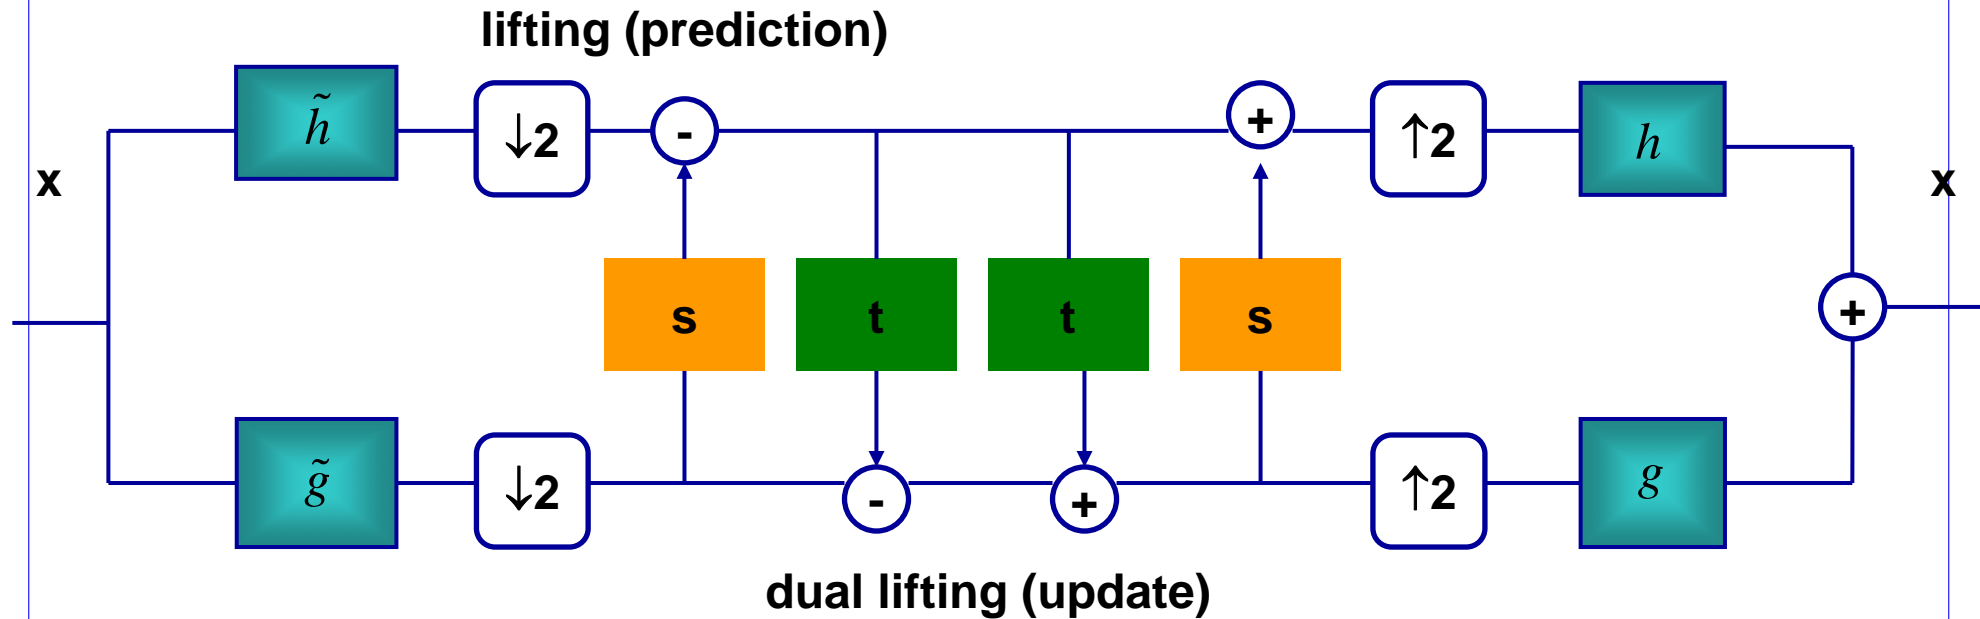 lifting (prediction)
h̃ ↓2 - + ↑2 h
x x
s t t s +
g̃ ↓2 - + ↑2 g
dual lifting (update)